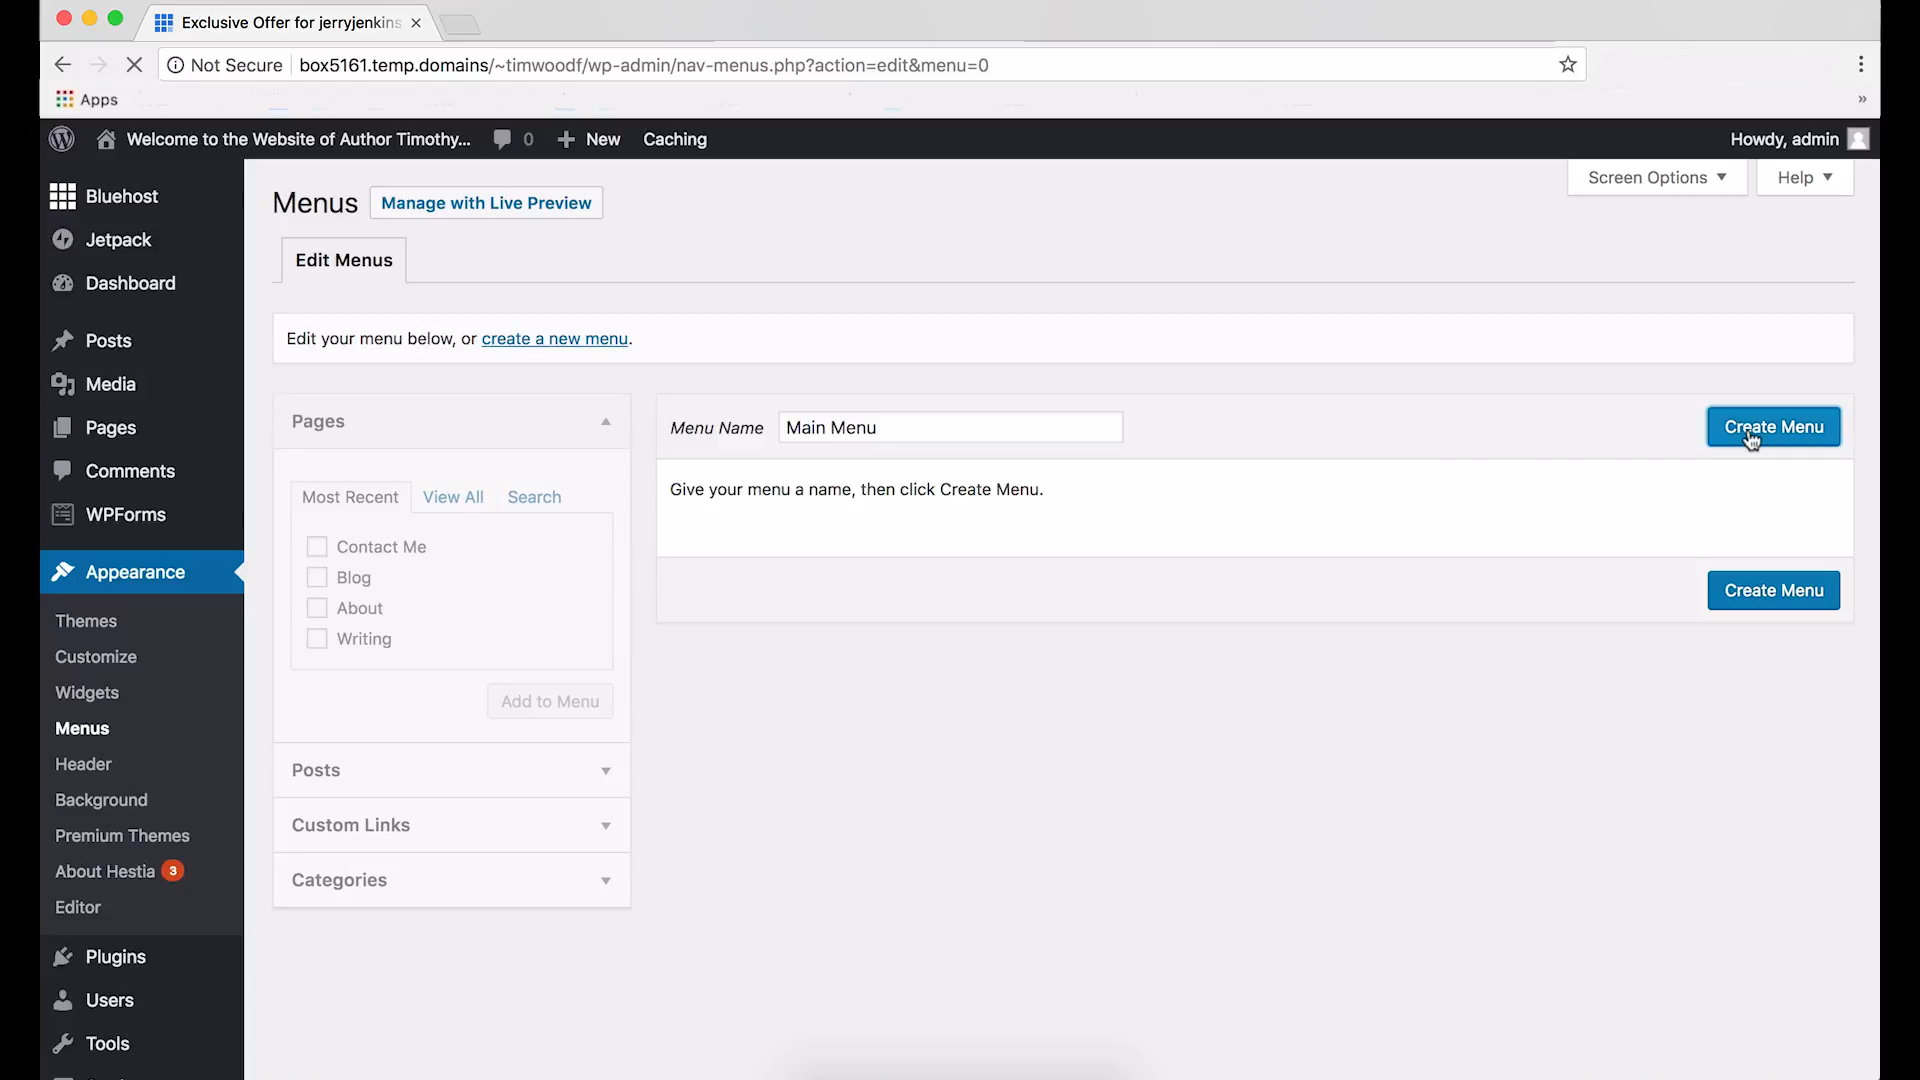 Exclusive Offer for jerryjenkins
Not Secure box5161.temp.domains/~timwoodf/wp-admin/nav-menus.php?action=edit&menu=0
Apps
»
Welcome to the Website of Author Timothy... 0 New Caching
Howdy, admin
Bluehost
Jetpack
Dashboard
Posts
Media
Pages
Comments
WPForms
Appearance
Themes
Customize
Widgets
Menus
Header
Background
Premium Themes
About Hestia 3
Editor
Plugins
Users
Tools
Screen Options
Help
Menus Manage with Live Preview
Edit Menus
Edit your menu below, or create a new menu.
Pages
Most Recent View All Search
Contact Me
Blog
About
Writing
Add to Menu
Posts
Custom Links
Categories
Menu Name Main Menu
Create Menu
Give your menu a name, then click Create Menu.
Create Menu